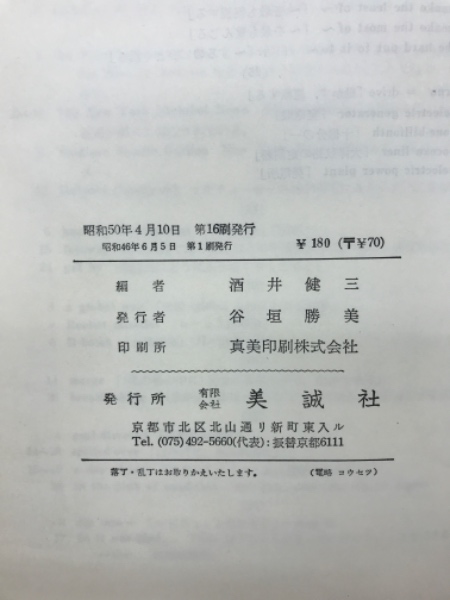 昭和50年4月10日 第16刷発行
昭和46年6月5日 第1刷発行 ¥180(〒¥70)
編者 酒井健三
発行者 谷垣勝美
印刷所 真美印刷株式会社
発行所 有限会社 美誠社
京都市北区北山通リ新町東入ル
Tel. (075)492-5660(代表):振替京都6111
落丁・乱丁はお取りかえいたします。 (電略 コウセツ)